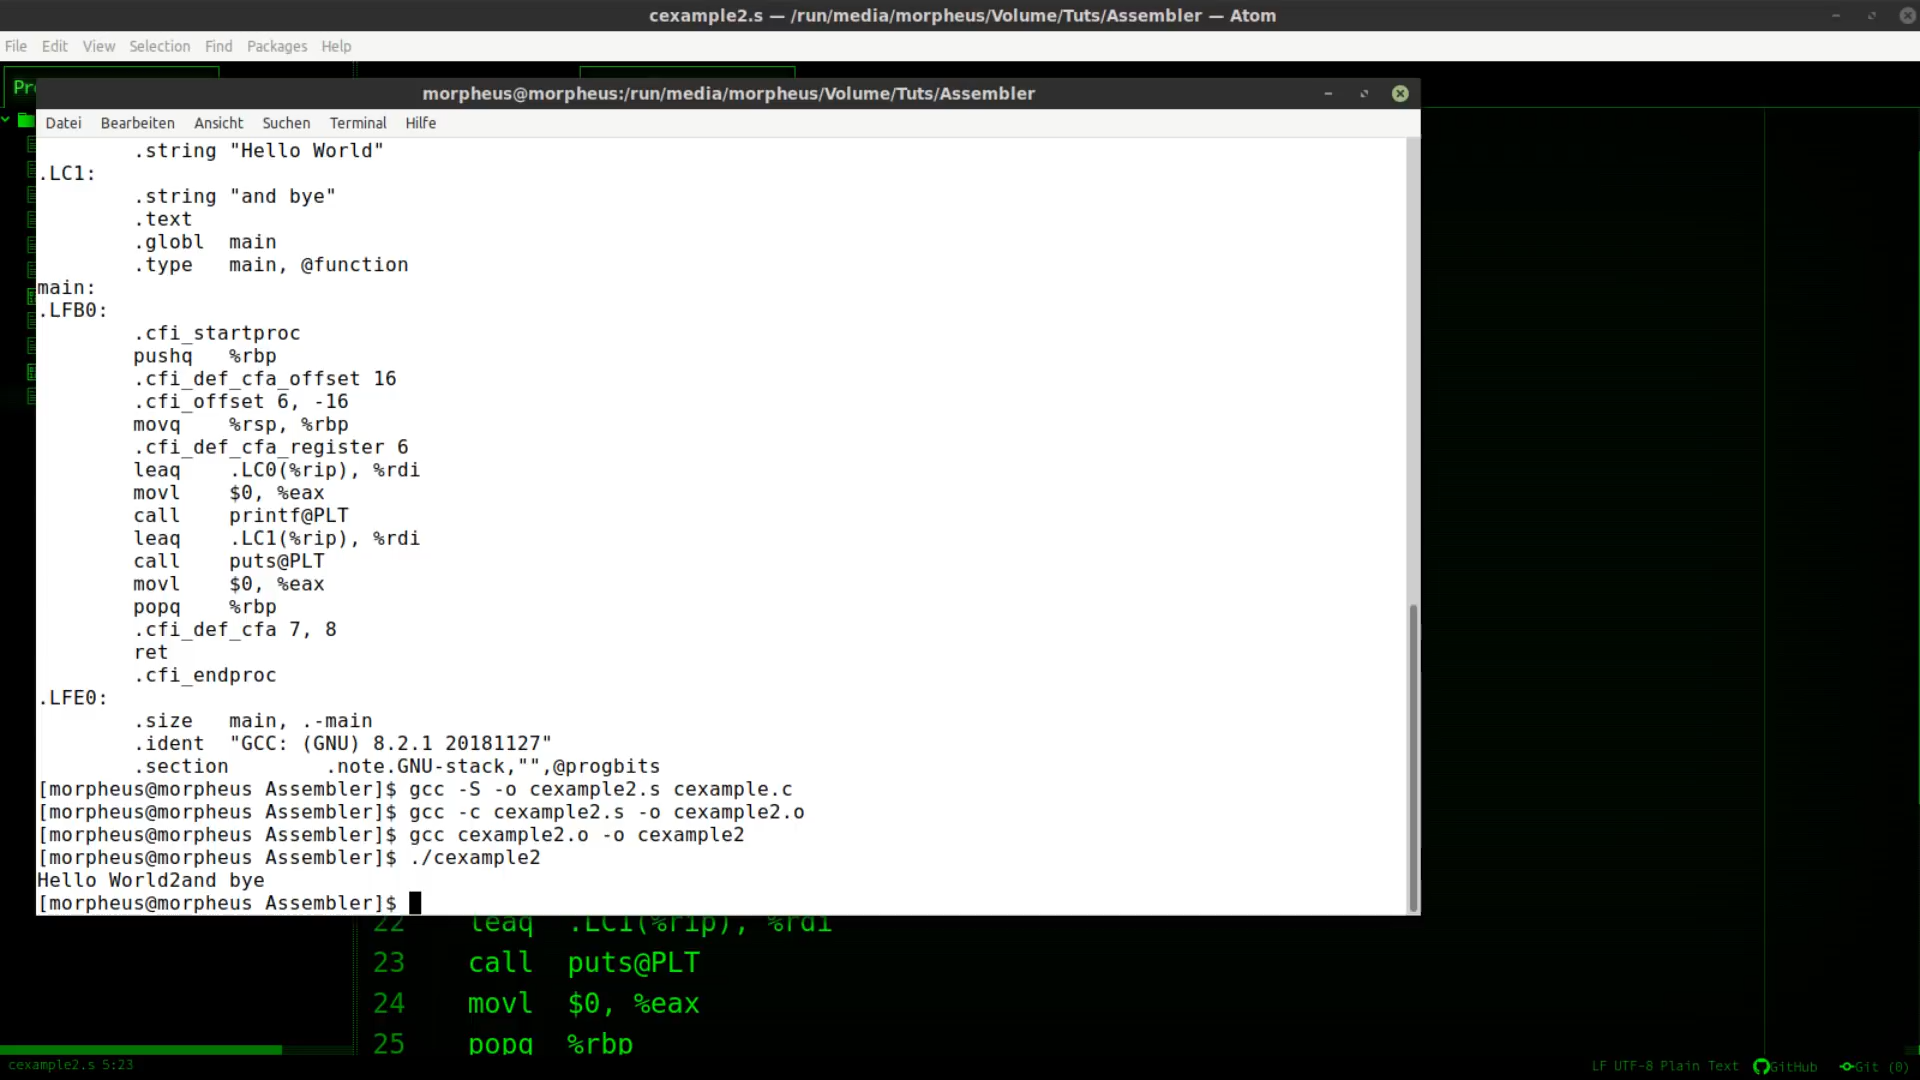 cexample2.s — /run/media/morpheus/Volume/Tuts/Assembler — Atom
File Edit View Selection Find Packages Help
morpheus@morpheus:/run/media/morpheus/Volume/Tuts/Assembler
Datei Bearbeiten Ansicht Suchen Terminal Hilfe
.string "Hello World"
.LC1:
.string "and bye"
.text
.globl main
.type main, @function
main:
.LFB0:
.cfi_startproc
pushq %rbp
.cfi_def_cfa_offset 16
.cfi_offset 6, -16
movq %rsp, %rbp
.cfi_def_cfa_register 6
leaq .LC0(%rip), %rdi
movl $0, %eax
call printf@PLT
leaq .LC1(%rip), %rdi
call puts@PLT
movl $0, %eax
popq %rbp
.cfi_def_cfa 7, 8
ret
.cfi_endproc
.LFE0:
.size main, .-main
.ident "GCC: (GNU) 8.2.1 20181127"
.section .note.GNU-stack,"",@progbits
[morpheus@morpheus Assembler]$ gcc -S -o cexample2.s cexample.c
[morpheus@morpheus Assembler]$ gcc -c cexample2.s -o cexample2.o
[morpheus@morpheus Assembler]$ gcc cexample2.o -o cexample2
[morpheus@morpheus Assembler]$ ./cexample2
Hello World2and bye
[morpheus@morpheus Assembler]$
22 leaq .LC1(%rip), %rdi
23 call puts@PLT
24 movl $0, %eax
25 popq %rbp
cexample2.s 5:23
LF UTF-8 Plain Text GitHub Git (0)